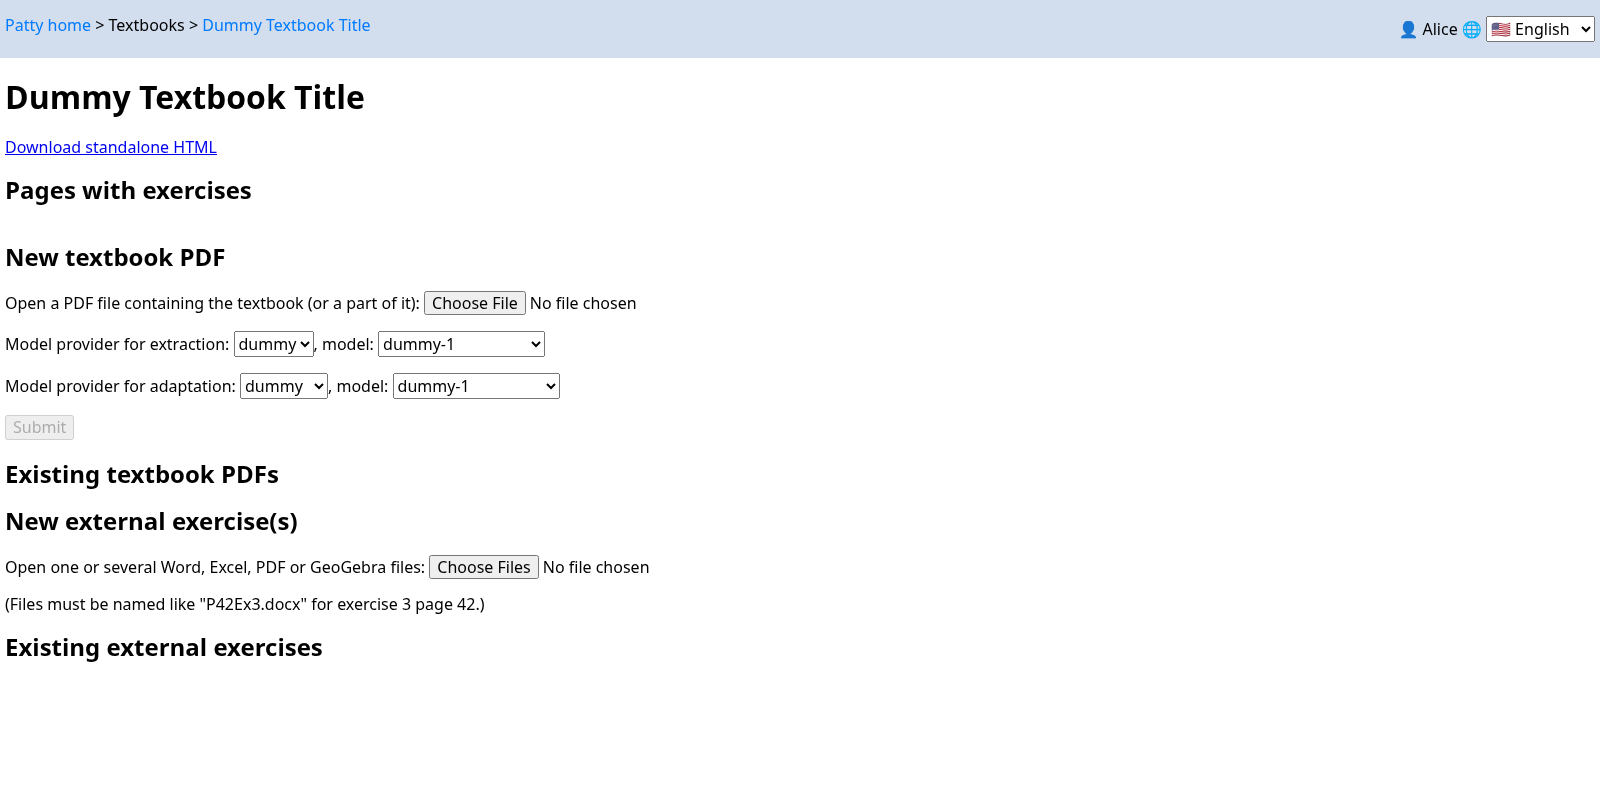 Patty home > Textbooks > Dummy Textbook Title
👤 Alice 🌐 🇺🇸 English
Dummy Textbook Title
Download standalone HTML
Pages with exercises
New textbook PDF
Open a PDF file containing the textbook (or a part of it): Choose File No file chosen
Model provider for extraction: dummy, model: dummy-1
Model provider for adaptation: dummy, model: dummy-1
Submit
Existing textbook PDFs
New external exercise(s)
Open one or several Word, Excel, PDF or GeoGebra files: Choose Files No file chosen
(Files must be named like "P42Ex3.docx" for exercise 3 page 42.)
Existing external exercises